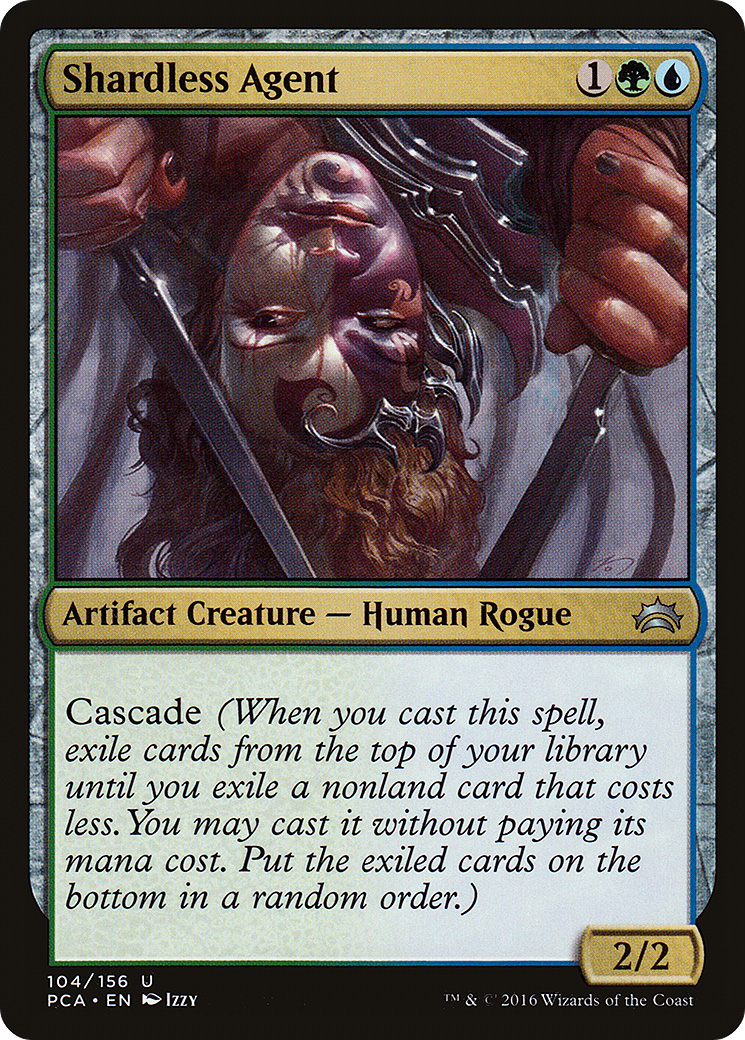 Shardless Agent 1
Artifact Creature — Human Rogue
Cascade (When you cast this spell,
exile cards from the top of your library
until you exile a nonland card that costs
less. You may cast it without paying its
mana cost. Put the exiled cards on the
bottom in a random order.)
2/2
104/156 U
PCA • EN Izzy
™ & © 2016 Wizards of the Coast